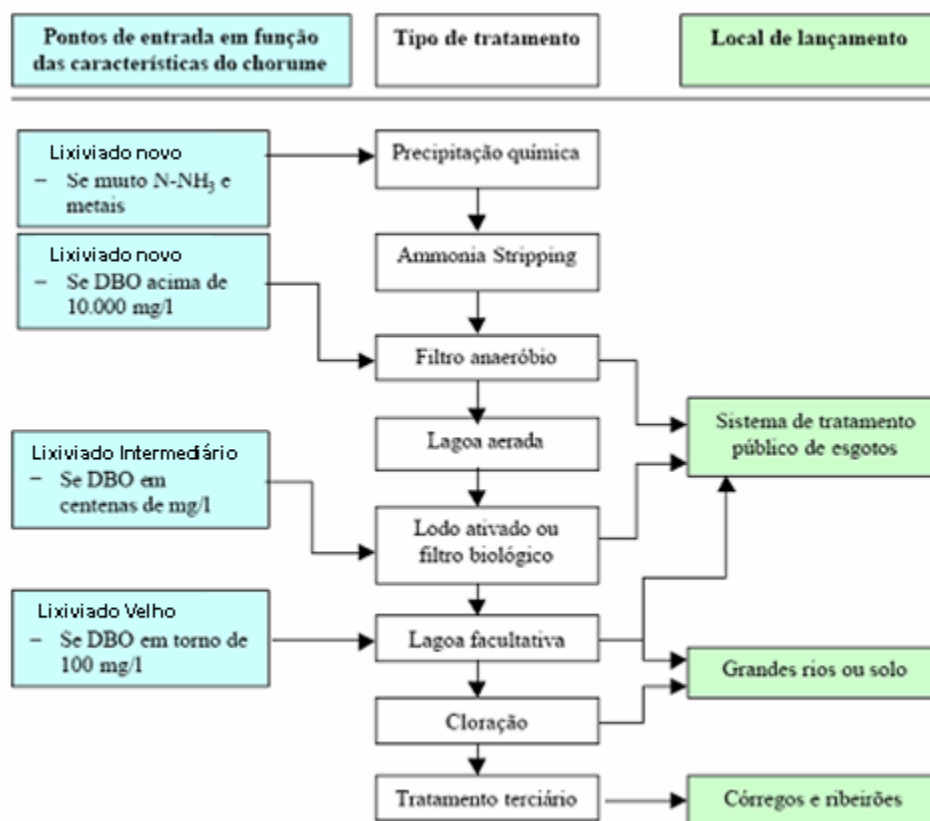 Pontos de entrada em função
das características do chorume
Tipo de tratamento
Local de lançamento
Lixiviado novo
– Se muito N-NH₃ e
metais
Precipitação química
Lixiviado novo
– Se DBO acima de
10.000 mg/l
Ammonia Stripping
Filtro anaeróbio
Lagoa aerada
Sistema de tratamento
público de esgotos
Lixiviado Intermediário
– Se DBO em
centenas de mg/l
Lodo ativado ou
filtro biológico
Lixiviado Velho
– Se DBO em torno de
100 mg/l
Lagoa facultativa
Grandes rios ou solo
Cloração
Tratamento terciário
Córregos e ribeirões